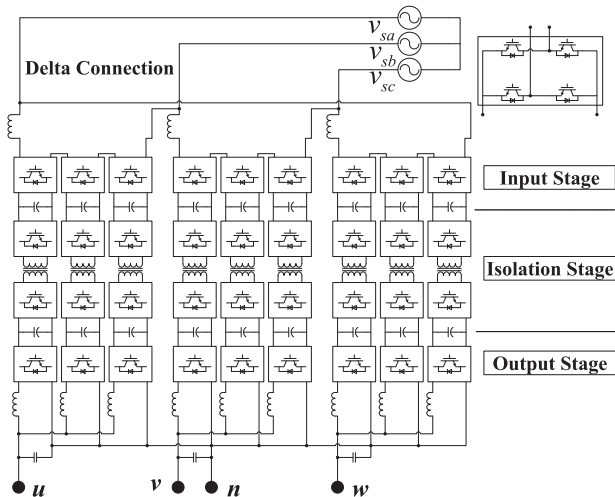 v_sa
v_sb
v_sc
Delta Connection
Input Stage
Isolation Stage
Output Stage
u
v
n
w